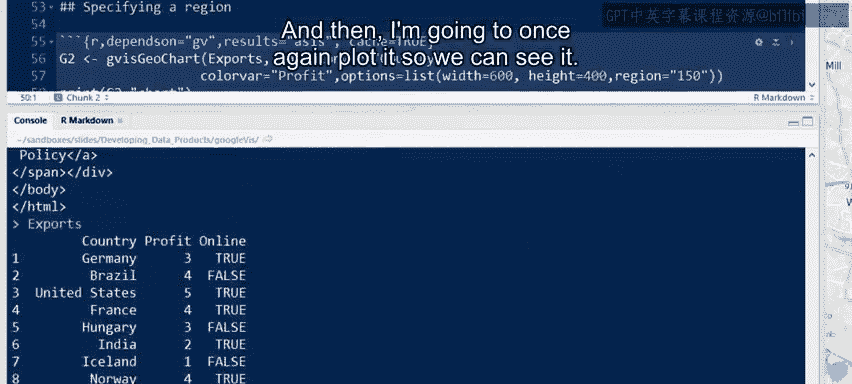 53 ## Specifying a region
54
And then, I'm going to once
again plot it so we can see it.
GPT中英字幕课程资源@b
Mill
55 ```{r,dependson="gv",results="asis", cache=TRUE}
56 G2 <- gvisGeoChart(Exports,
57 colorvar="Profit",options=list(width=600, height=400,region="150"))
50:1 Chunk 2 R Markdown
Console R Markdown
~/sandboxes/slides/Developing_Data_Products/googleVis/
Policy</a>
</span></div>
</body>
</html>
> Exports
Country Profit Online
1 Germany 3 TRUE
2 Brazil 4 FALSE
3 United States 5 TRUE
4 France 4 TRUE
5 Hungary 3 FALSE
6 India 2 TRUE
7 Iceland 1 FALSE
8 Norway 4 TRUE